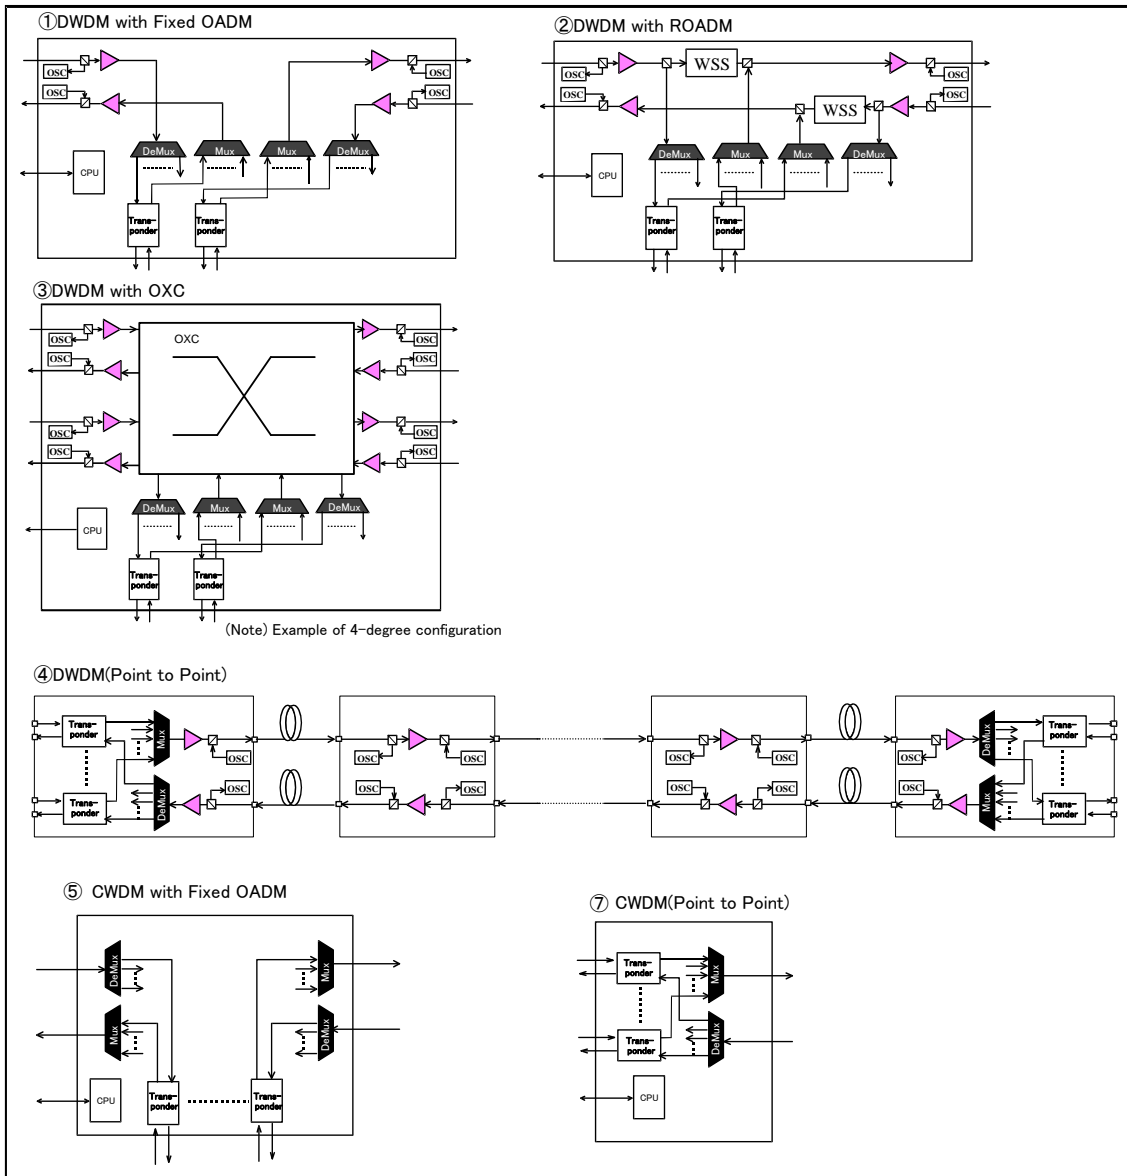 ①DWDM with Fixed OADM
②DWDM with ROADM
OSC
OSC
OSC
OSC
DeMux
Mux
Mux
DeMux
CPU
Trans-
ponder
Trans-
ponder
OSC
WSS
OSC
OSC
WSS
OSC
DeMux
Mux
Mux
DeMux
CPU
Trans-
ponder
Trans-
ponder
③DWDM with OXC
OXC
OSC
OSC
OSC
OSC
OSC
OSC
OSC
OSC
DeMux
Mux
Mux
DeMux
CPU
Trans-
ponder
Trans-
ponder
(Note) Example of 4-degree configuration
④DWDM(Point to Point)
Trans-
ponder
Mux
OSC
OSC
DeMux
Trans-
ponder
OSC
OSC
OSC
OSC
OSC
OSC
OSC
OSC
OSC
DeMux
Trans-
ponder
OSC
Mux
Trans-
ponder
⑤ CWDM with Fixed OADM
DeMux
Mux
Mux
DeMux
CPU
Trans-
ponder
Trans-
ponder
⑦ CWDM(Point to Point)
Trans-
ponder
Mux
Trans-
ponder
DeMux
CPU